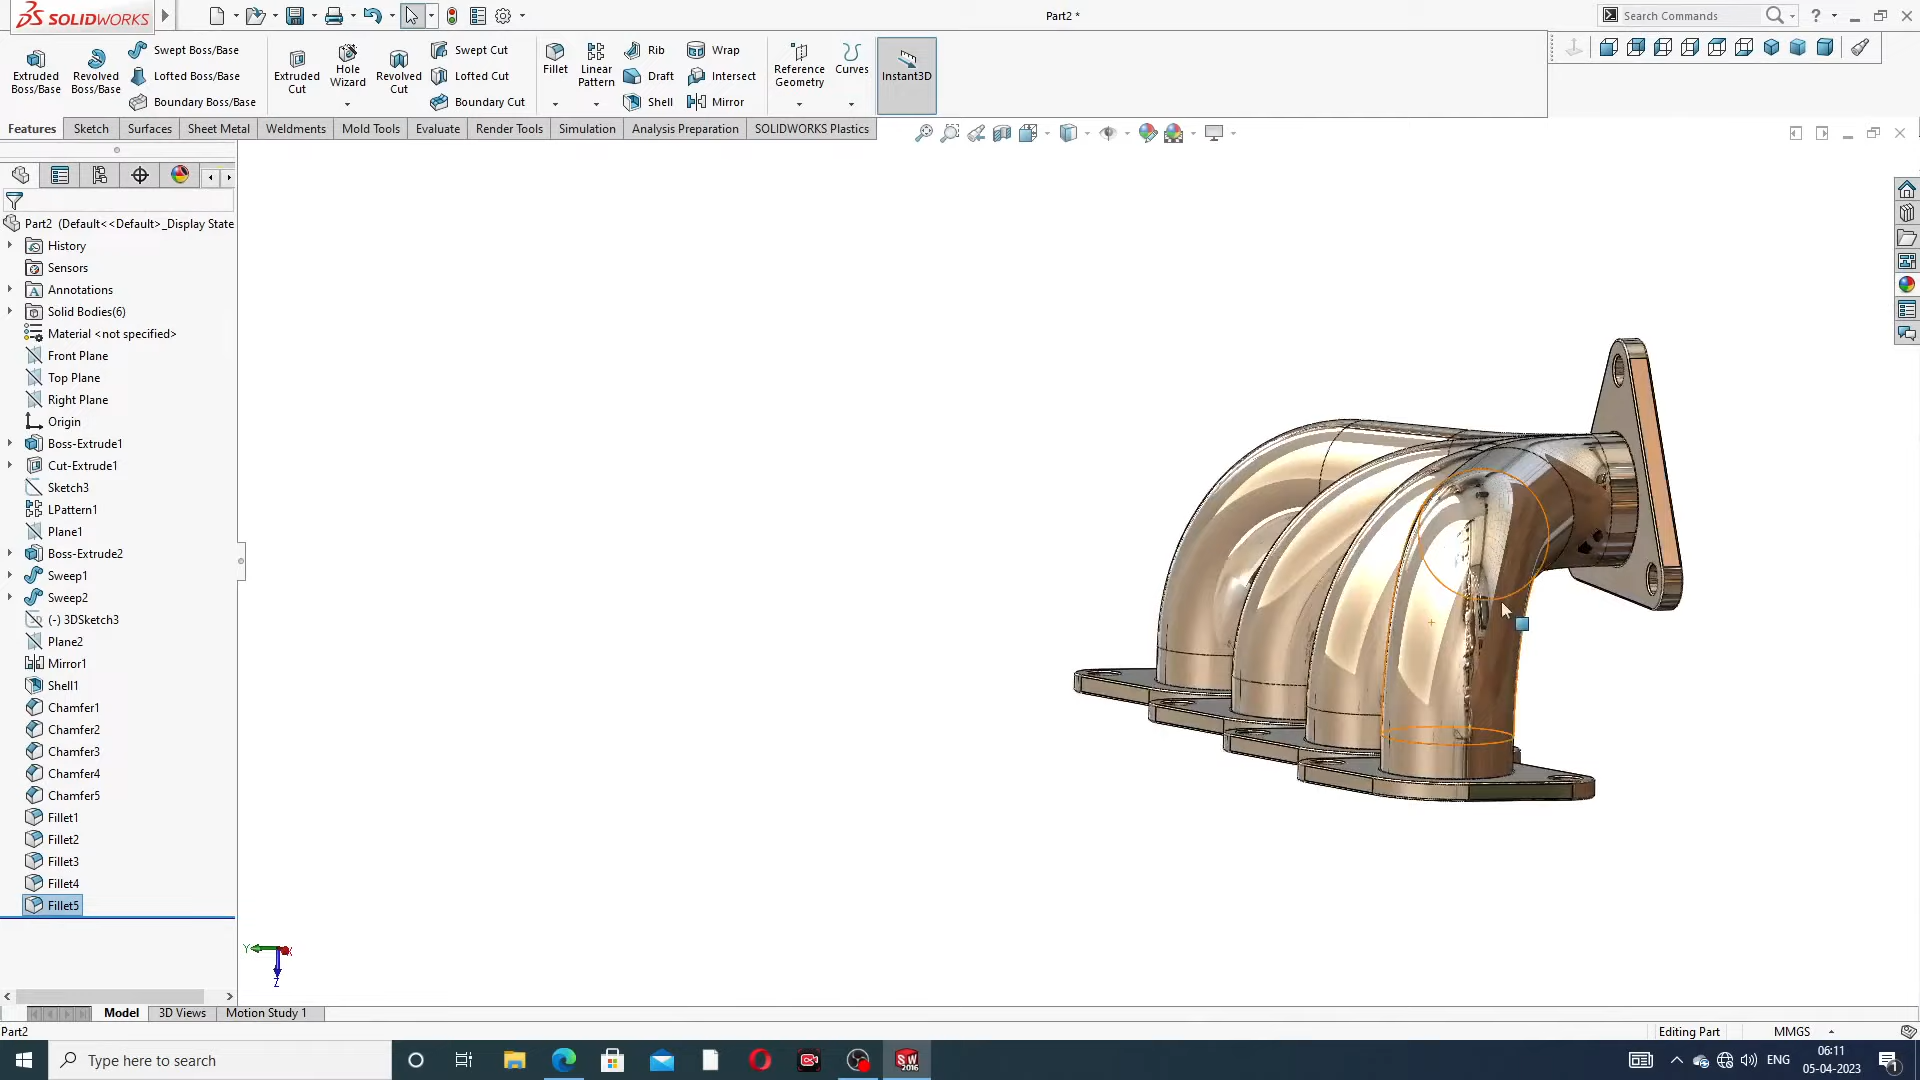 SOLIDWORKS
Part2 *
Search Commands
Extruded Boss/Base
Revolved Boss/Base
Swept Boss/Base
Lofted Boss/Base
Boundary Boss/Base
Extruded Cut
Hole Wizard
Revolved Cut
Swept Cut
Lofted Cut
Boundary Cut
Fillet
Linear Pattern
Rib
Draft
Shell
Wrap
Intersect
Mirror
Reference Geometry
Curves
Instant3D
Features
Sketch
Surfaces
Sheet Metal
Weldments
Mold Tools
Evaluate
Render Tools
Simulation
Analysis Preparation
SOLIDWORKS Plastics
Part2 (Default<<Default>_Display State
History
Sensors
Annotations
Solid Bodies(6)
Material <not specified>
Front Plane
Top Plane
Right Plane
Origin
Boss-Extrude1
Cut-Extrude1
Sketch3
LPattern1
Plane1
Boss-Extrude2
Sweep1
Sweep2
(-) 3DSketch3
Plane2
Mirror1
Shell1
Chamfer1
Chamfer2
Chamfer3
Chamfer4
Chamfer5
Fillet1
Fillet2
Fillet3
Fillet4
Fillet5
Y
Z
Model
3D Views
Motion Study 1
Part2
Editing Part
MMGS
Type here to search
SW
2016
ENG
06:11
05-04-2023
1